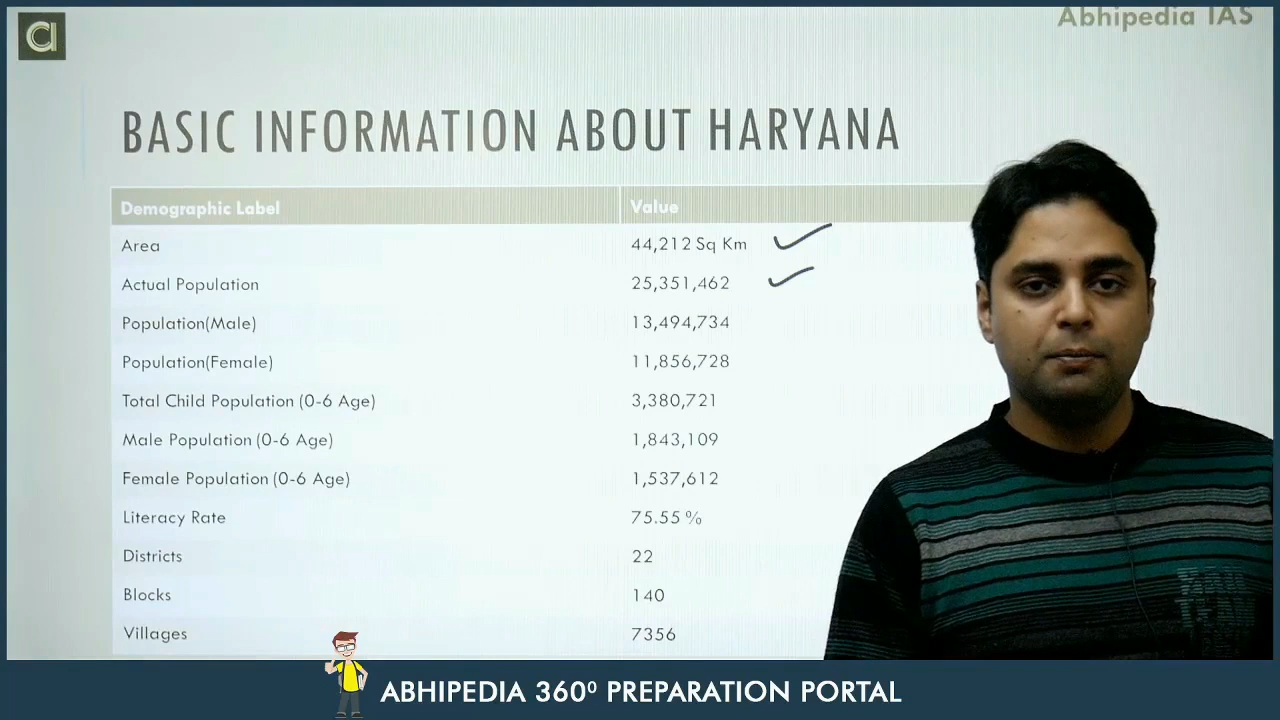 Abhipedia IAS
BASIC INFORMATION ABOUT HARYANA
Demographic Label Value
Area 44,212 Sq Km
Actual Population 25,351,462
Population(Male) 13,494,734
Population(Female) 11,856,728
Total Child Population (0-6 Age) 3,380,721
Male Population (0-6 Age) 1,843,109
Female Population (0-6 Age) 1,537,612
Literacy Rate 75.55 %
Districts 22
Blocks 140
Villages 7356
ABHIPEDIA 360⁰ PREPARATION PORTAL